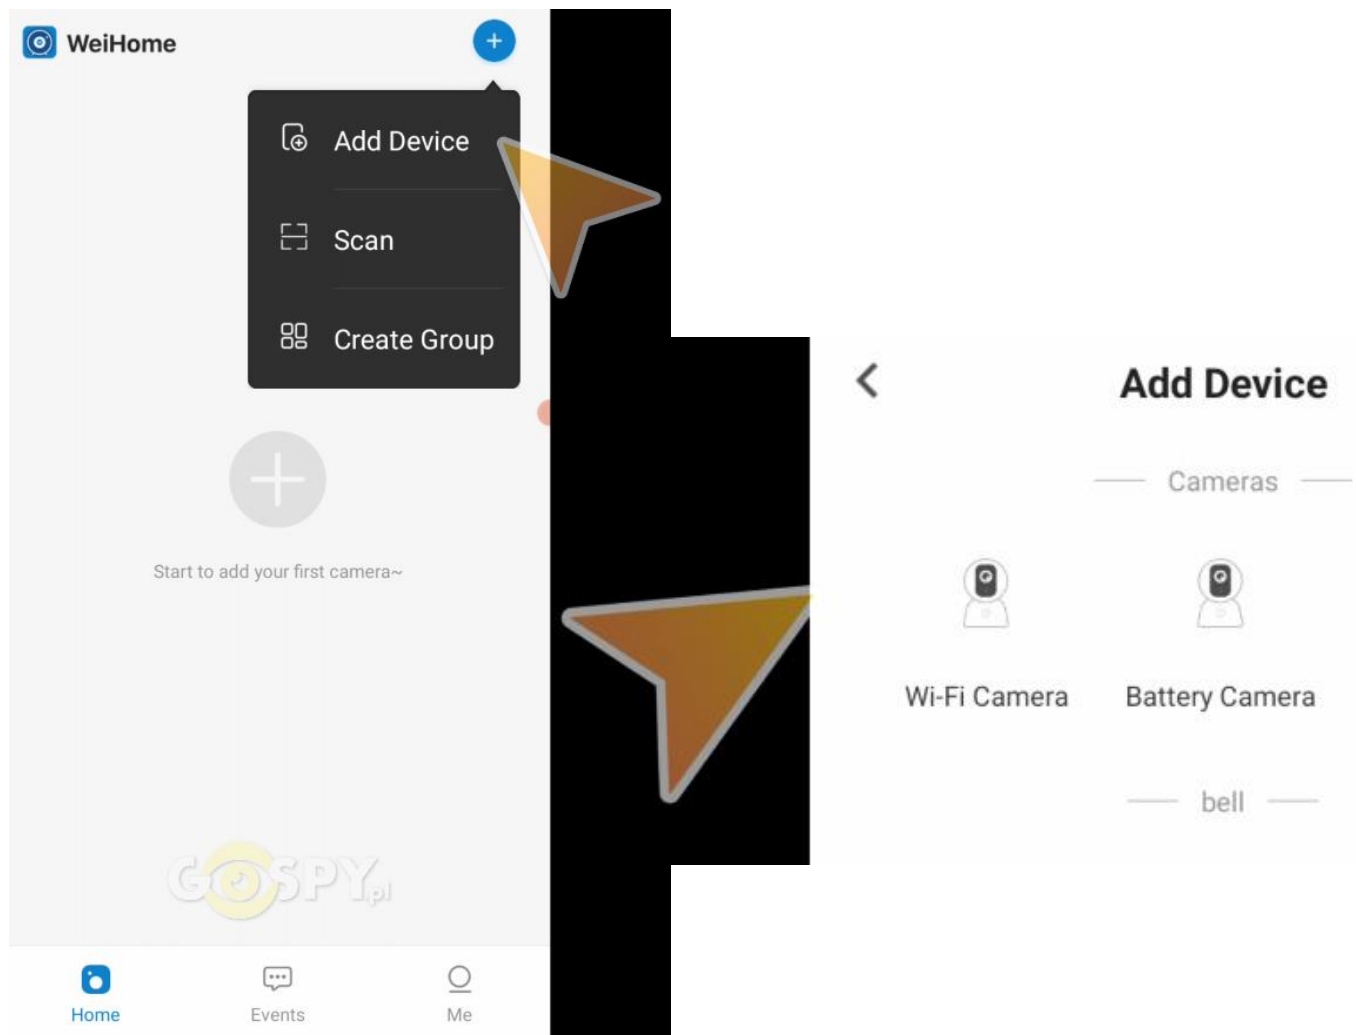 WeiHome
Add Device
Scan
Create Group
Start to add your first camera~
GOSPY.pl
Home
Events
Me
Add Device
Cameras
Wi-Fi Camera
Battery Camera
bell